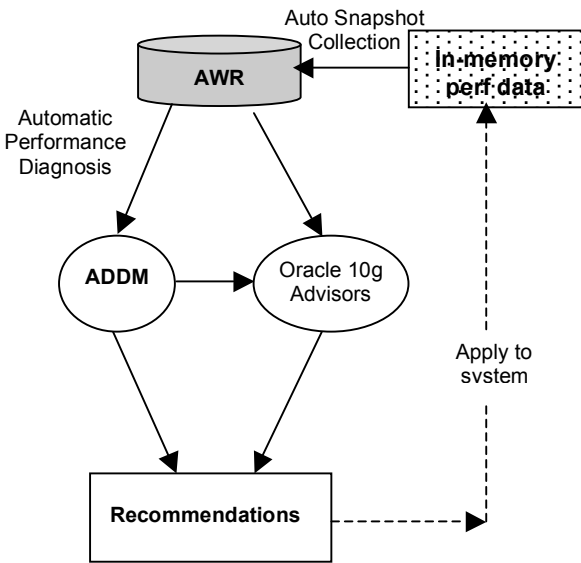 Auto Snapshot
Collection
In-memory
perf data
AWR
Automatic
Performance
Diagnosis
ADDM
Oracle 10g
Advisors
Apply to
system
Recommendations